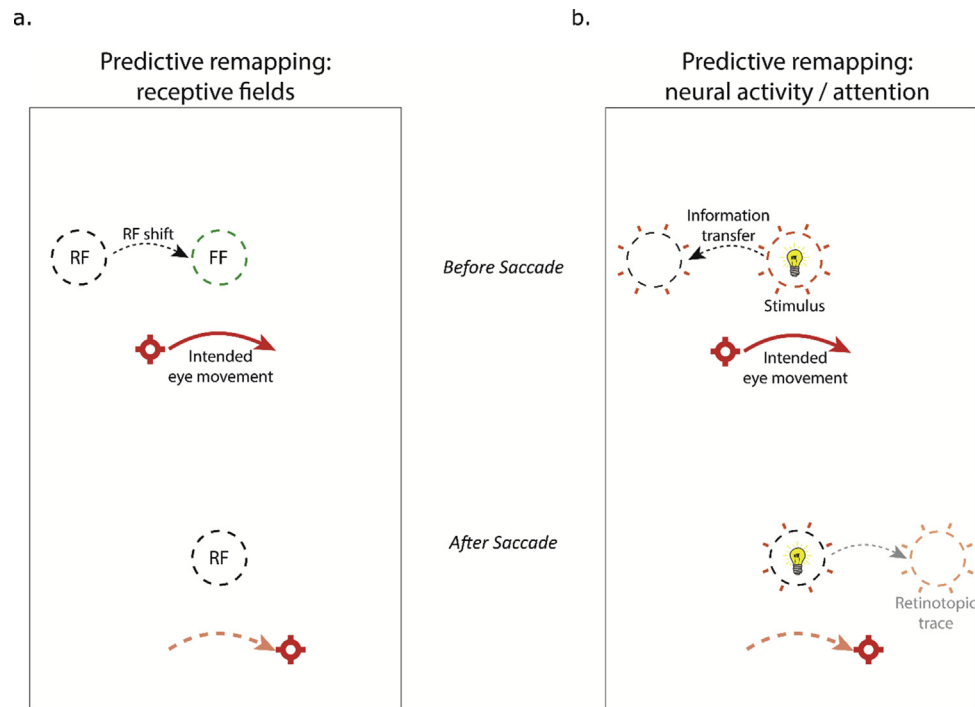 a.
Predictive remapping:
receptive fields
RF shift
RF
FF
Intended
eye movement
RF
Before Saccade
After Saccade
b.
Predictive remapping:
neural activity / attention
Information
transfer
Stimulus
Intended
eye movement
Retinotopic
trace